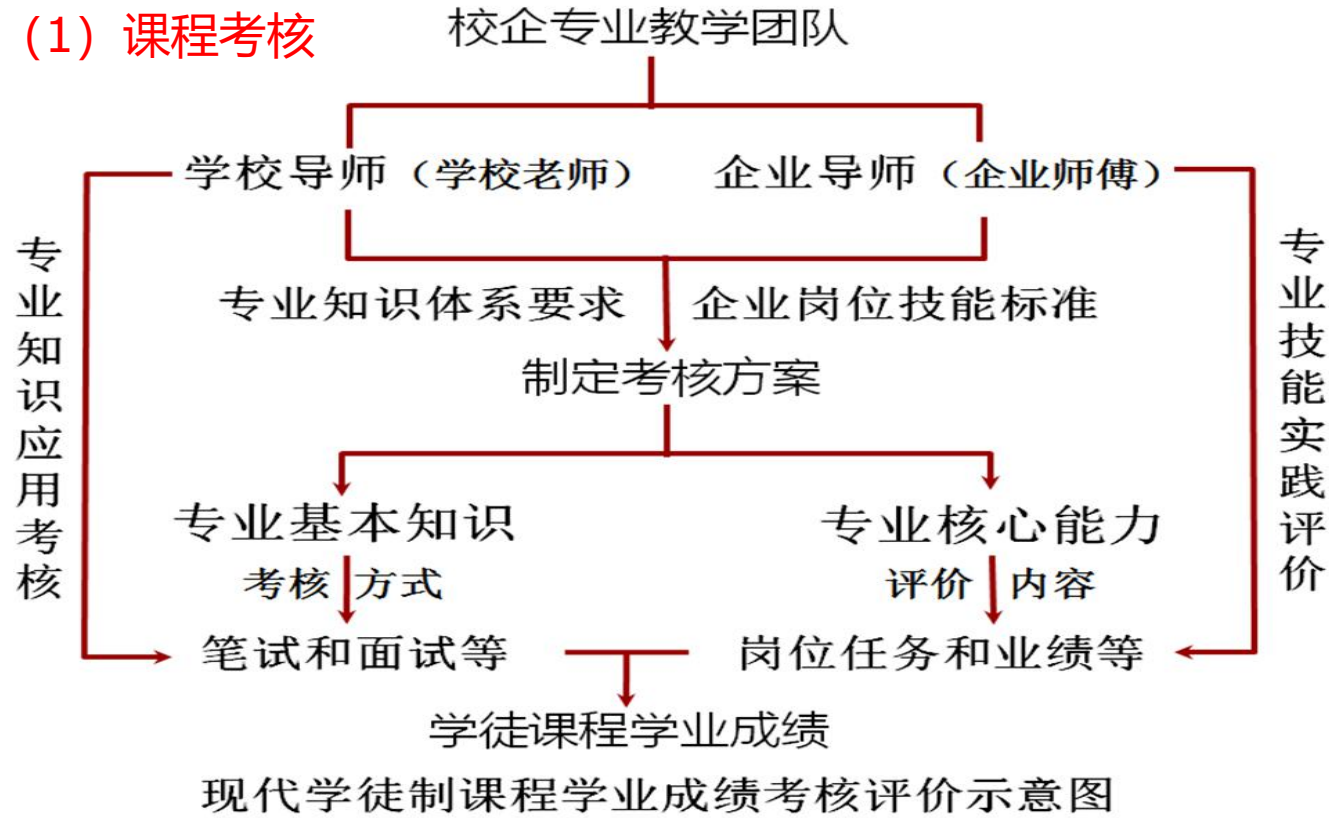 (1) 课程考核
校企专业教学团队
学校导师（学校老师）
企业导师（企业师傅）
专业知识应用考核
专业技能实践评价
专业知识体系要求
企业岗位技能标准
制定考核方案
专业基本知识
专业核心能力
考核 方式
评价 内容
笔试和面试等
岗位任务和业绩等
学徒课程学业成绩
现代学徒制课程学业成绩考核评价示意图